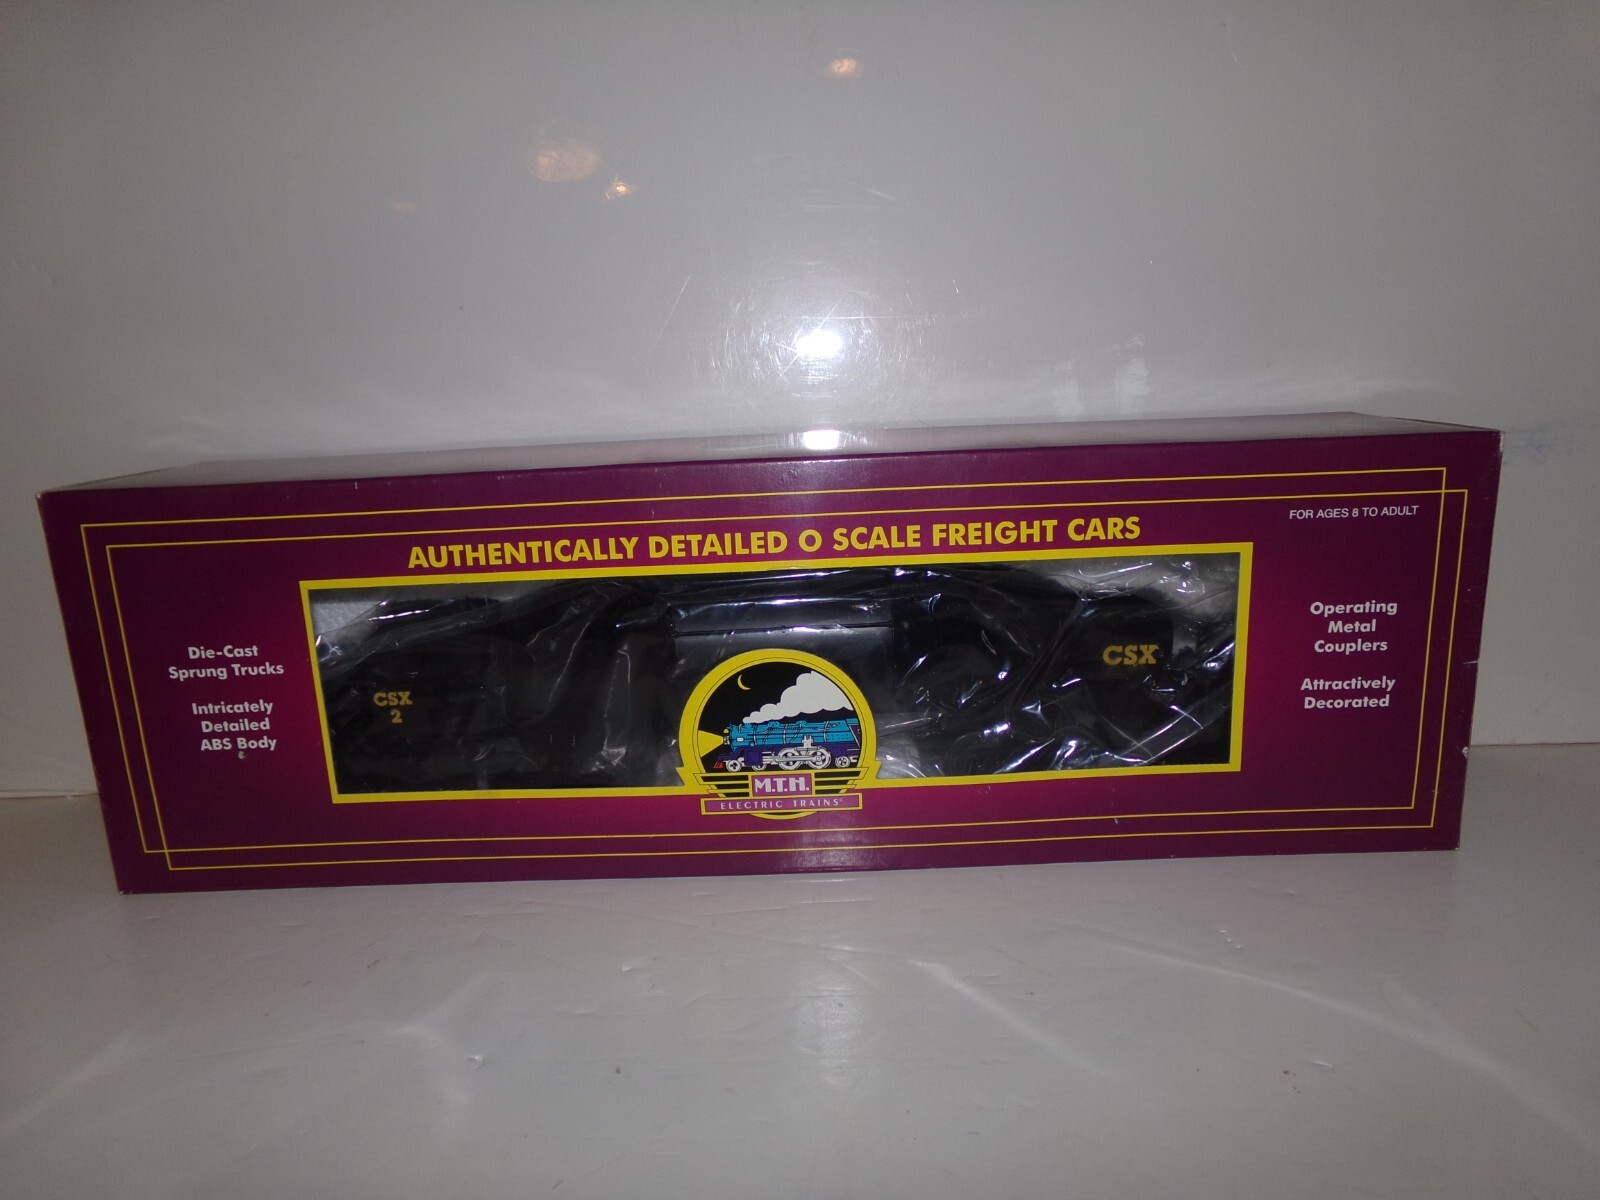 FOR AGES 8 TO ADULT
AUTHENTICALLY DETAILED O SCALE FREIGHT CARS
Die-Cast
Sprung Trucks
Intricately
Detailed
ABS Body
CSX
2
CSX
M.T.H.
ELECTRIC TRAINS®
Operating
Metal
Couplers
Attractively
Decorated